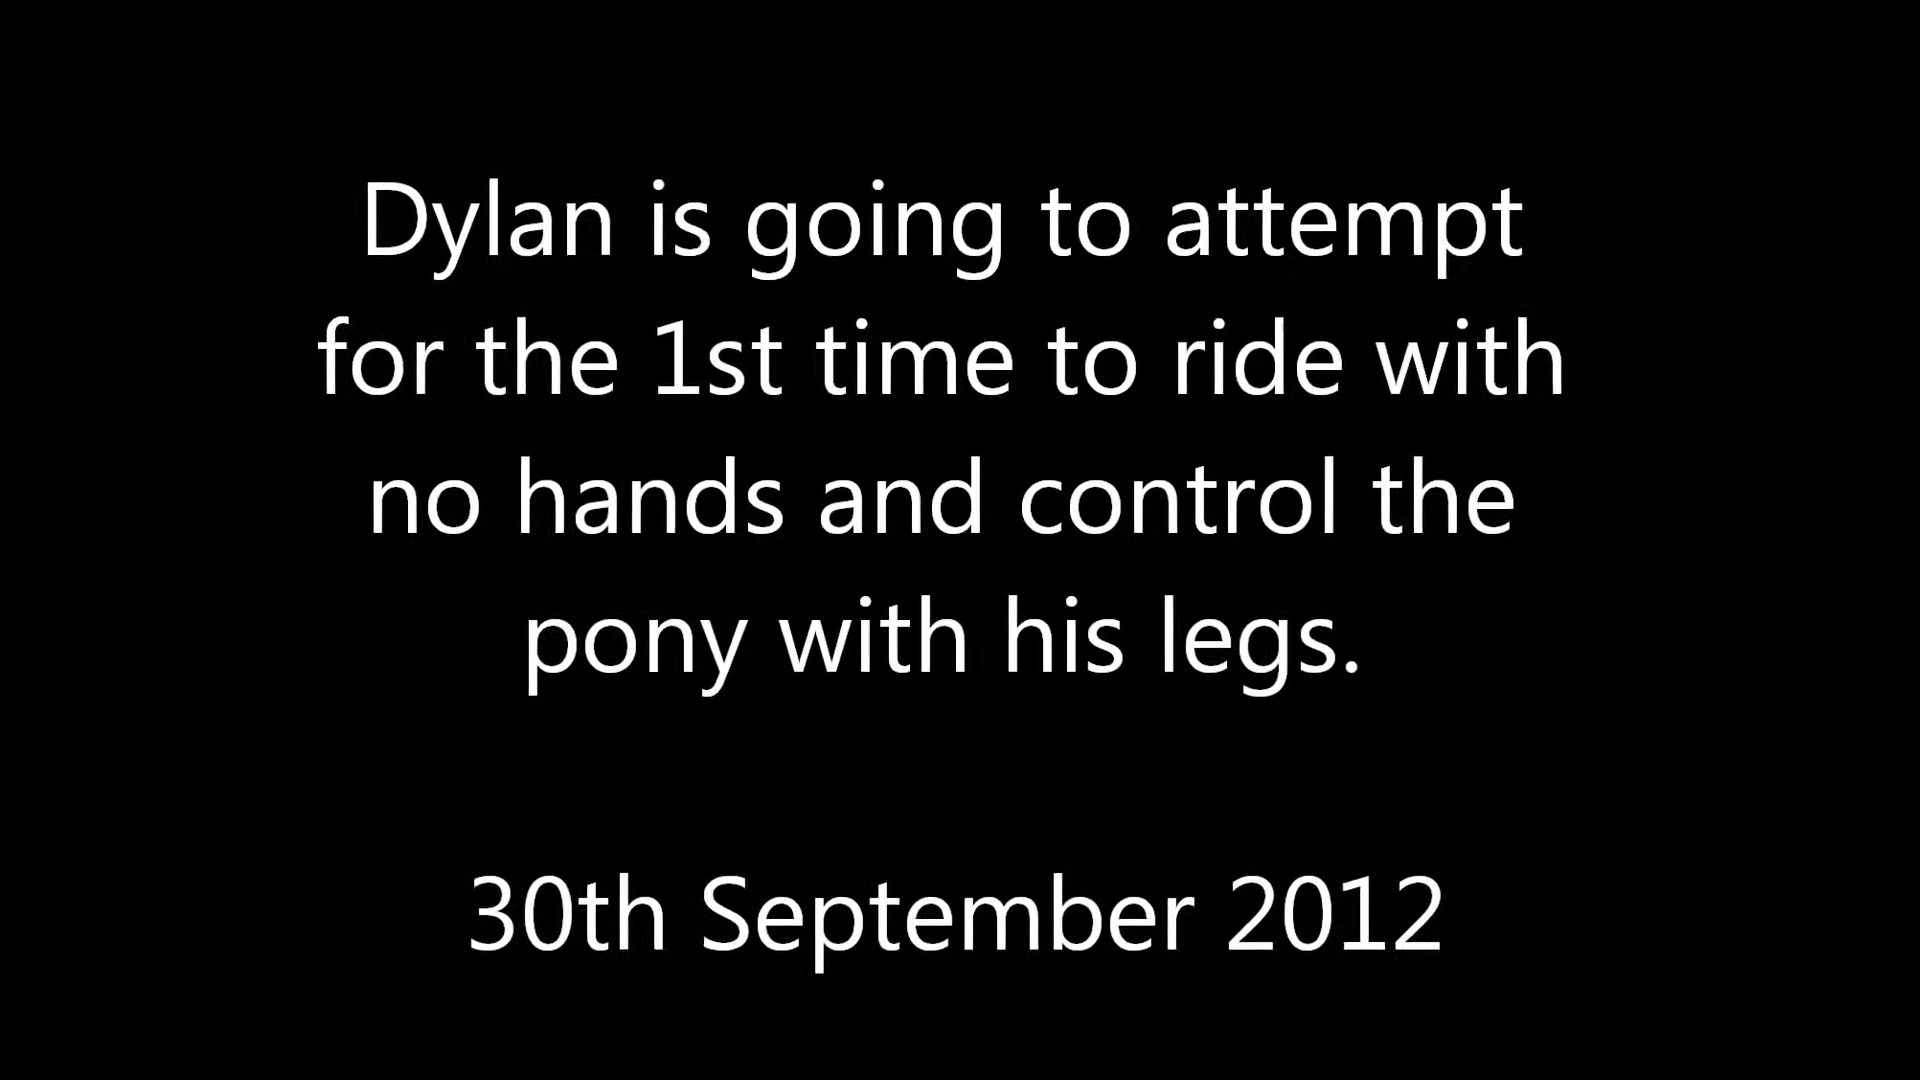 Dylan is going to attempt
for the 1st time to ride with
no hands and control the
pony with his legs.
30th September 2012